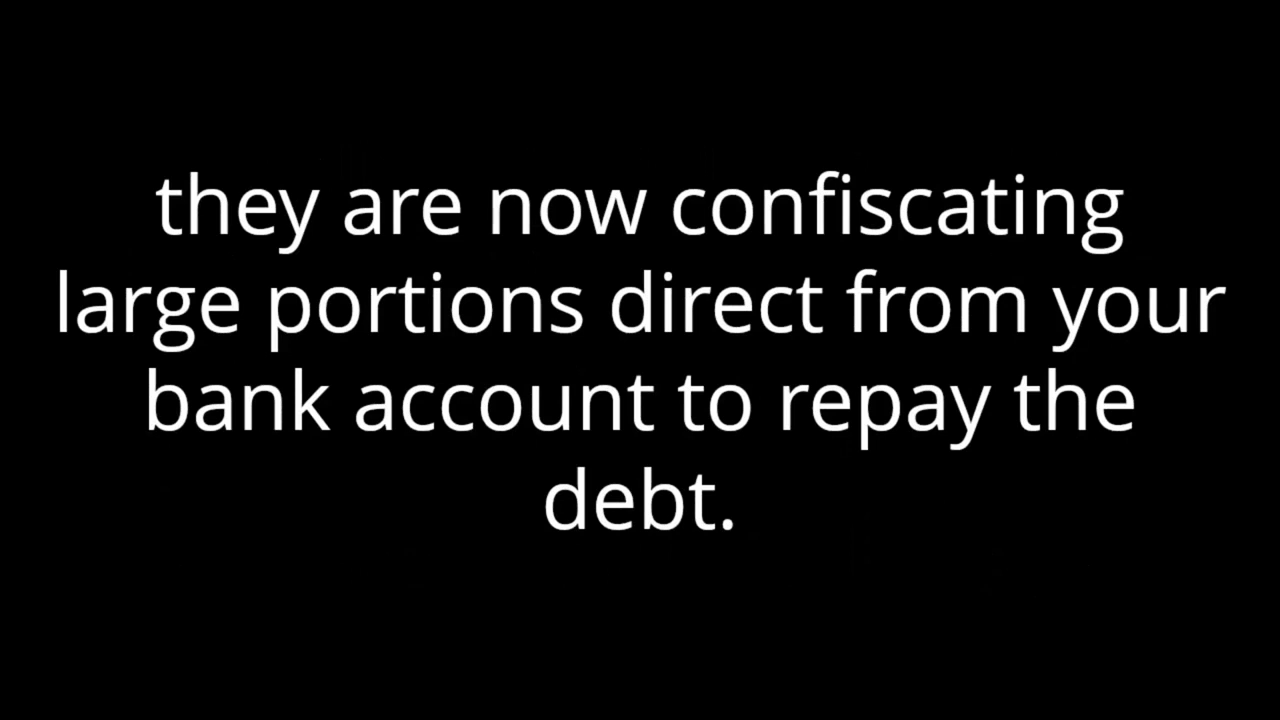 they are now confiscating
large portions direct from your
bank account to repay the
debt.